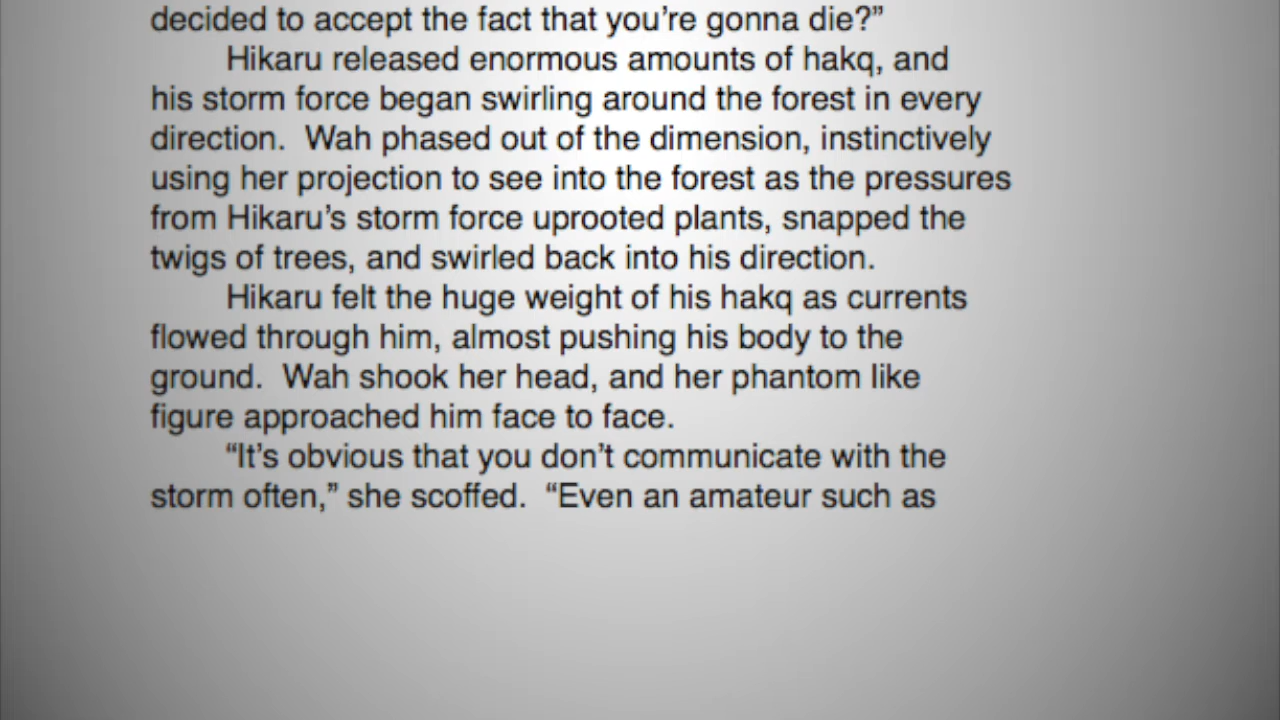 decided to accept the fact that you’re gonna die?”
Hikaru released enormous amounts of hakq, and
his storm force began swirling around the forest in every
direction.  Wah phased out of the dimension, instinctively
using her projection to see into the forest as the pressures
from Hikaru’s storm force uprooted plants, snapped the
twigs of trees, and swirled back into his direction.
Hikaru felt the huge weight of his hakq as currents
flowed through him, almost pushing his body to the
ground.  Wah shook her head, and her phantom like
figure approached him face to face.
“It’s obvious that you don’t communicate with the
storm often,” she scoffed.  “Even an amateur such as